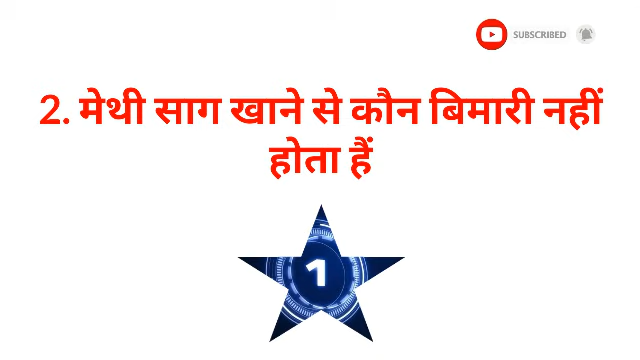 SUBSCRIBED
2. मेथी साग खाने से कौन बिमारी नहीं
होता हैं
1